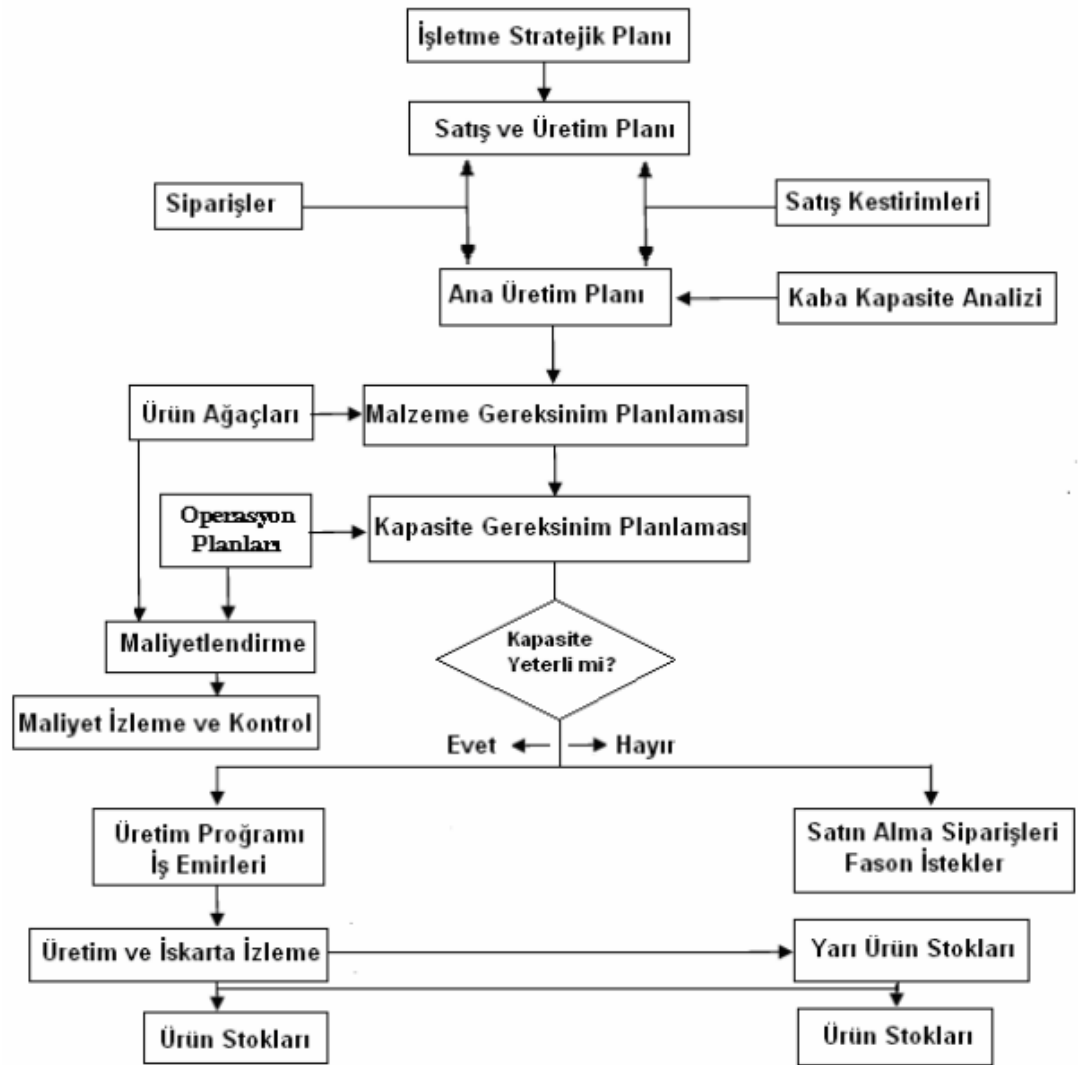 İşletme Stratejik Planı
Satış ve Üretim Planı
Siparişler
Satış Kestirimleri
Ana Üretim Planı
Kaba Kapasite Analizi
Ürün Ağaçları
Malzeme Gereksinim Planlaması
Operasyon
Planları
Kapasite Gereksinim Planlaması
Maliyetlendirme
Kapasite
Yeterli mi?
Maliyet İzleme ve Kontrol
Evet
Hayır
Üretim Proğramı
İş Emirleri
Satın Alma Siparişleri
Fason İstekler
Üretim ve İskarta İzleme
Yarı Ürün Stokları
Ürün Stokları
Ürün Stokları